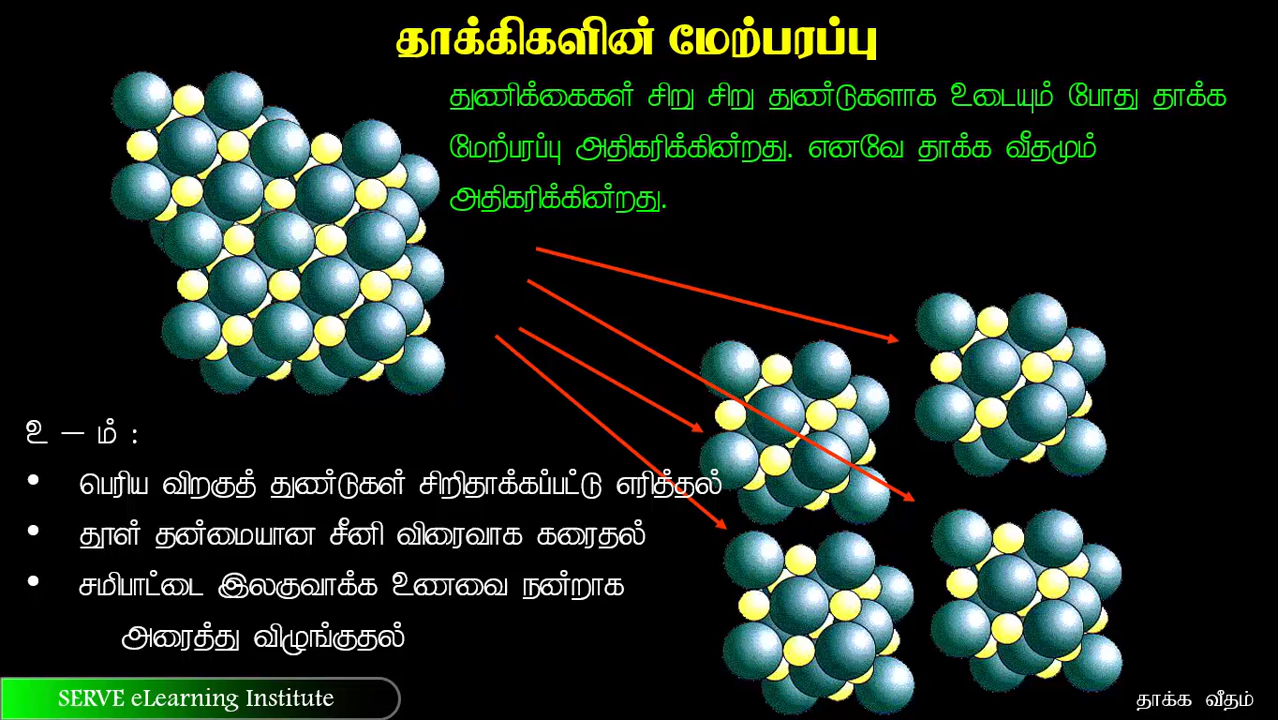 தாக்கிகளின் மேற்பரப்பு
துணிக்கைகள் சிறு சிறு துண்டுகளாக உடையும் போது தாக்க
மேற்பரப்பு அதிகரிக்கின்றது. எனவே தாக்க வீதமும்
அதிகரிக்கின்றது.
உ – ம் :
• பெரிய விறகுத் துண்டுகள் சிறிதாக்கப்பட்டு எரித்தல்
• தூள் தன்மையான சீனி விரைவாக கரைதல்
• சமிபாட்டை இலகுவாக்க உணவை நன்றாக
அரைத்து விழுங்குதல்
SERVE eLearning Institute
தாக்க வீதம்